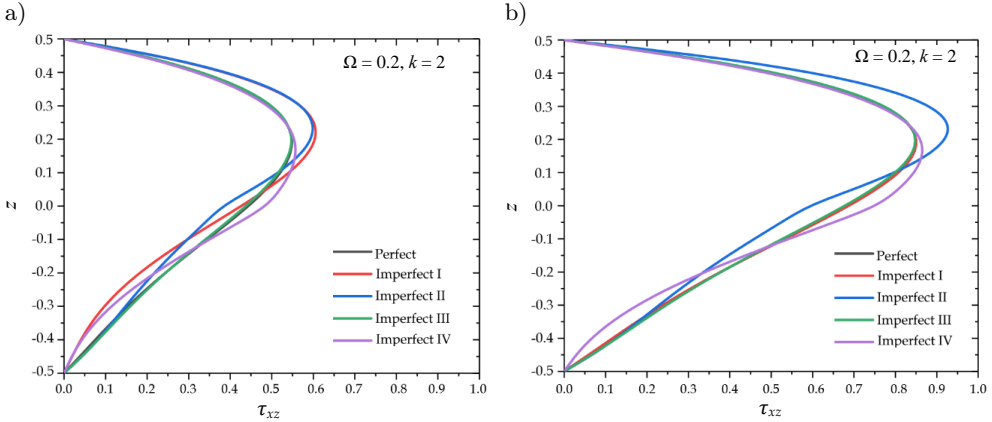 a)
Ω = 0.2, k = 2
0.5
0.4
0.3
0.2
0.1
0.0
-0.1
-0.2
-0.3
-0.4
-0.5
z
Perfect
Imperfect I
Imperfect II
Imperfect III
Imperfect IV
0.0 0.1 0.2 0.3 0.4 0.5 0.6 0.7 0.8 0.9 1.0
τxz
b)
Ω = 0.2, k = 2
0.5
0.4
0.3
0.2
0.1
0.0
-0.1
-0.2
-0.3
-0.4
-0.5
z
Perfect
Imperfect I
Imperfect II
Imperfect III
Imperfect IV
0.0 0.1 0.2 0.3 0.4 0.5 0.6 0.7 0.8 0.9 1.0
τxz